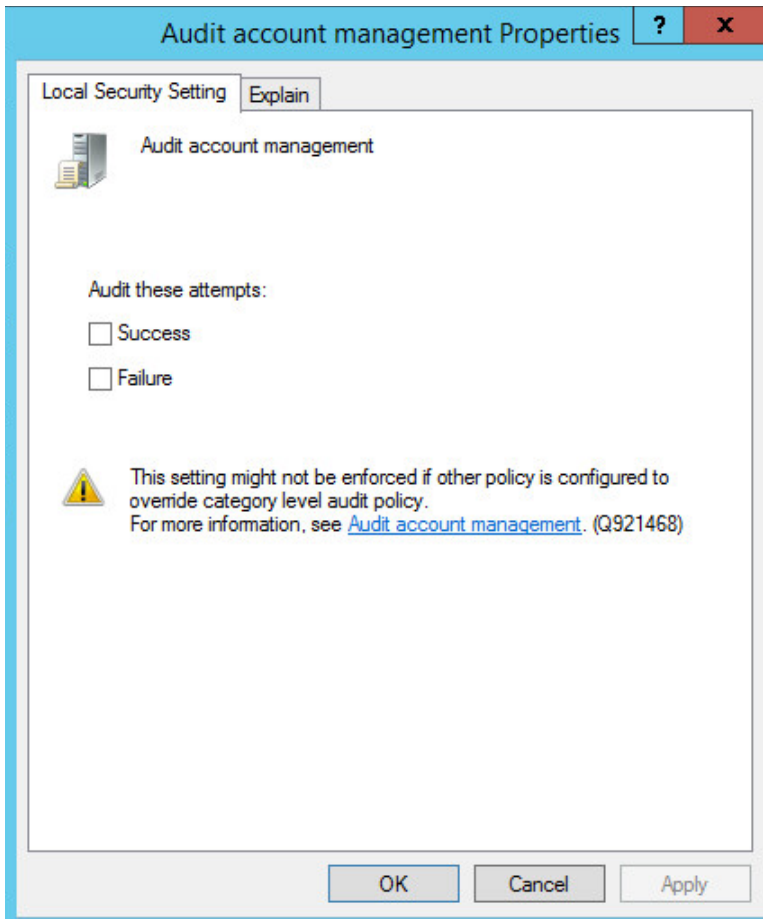 Audit account management Properties
?
x
Local Security Setting
Explain
Audit account management
Audit these attempts:
Success
Failure
This setting might not be enforced if other policy is configured to
override category level audit policy.
For more information, see Audit account management. (Q921468)
OK
Cancel
Apply